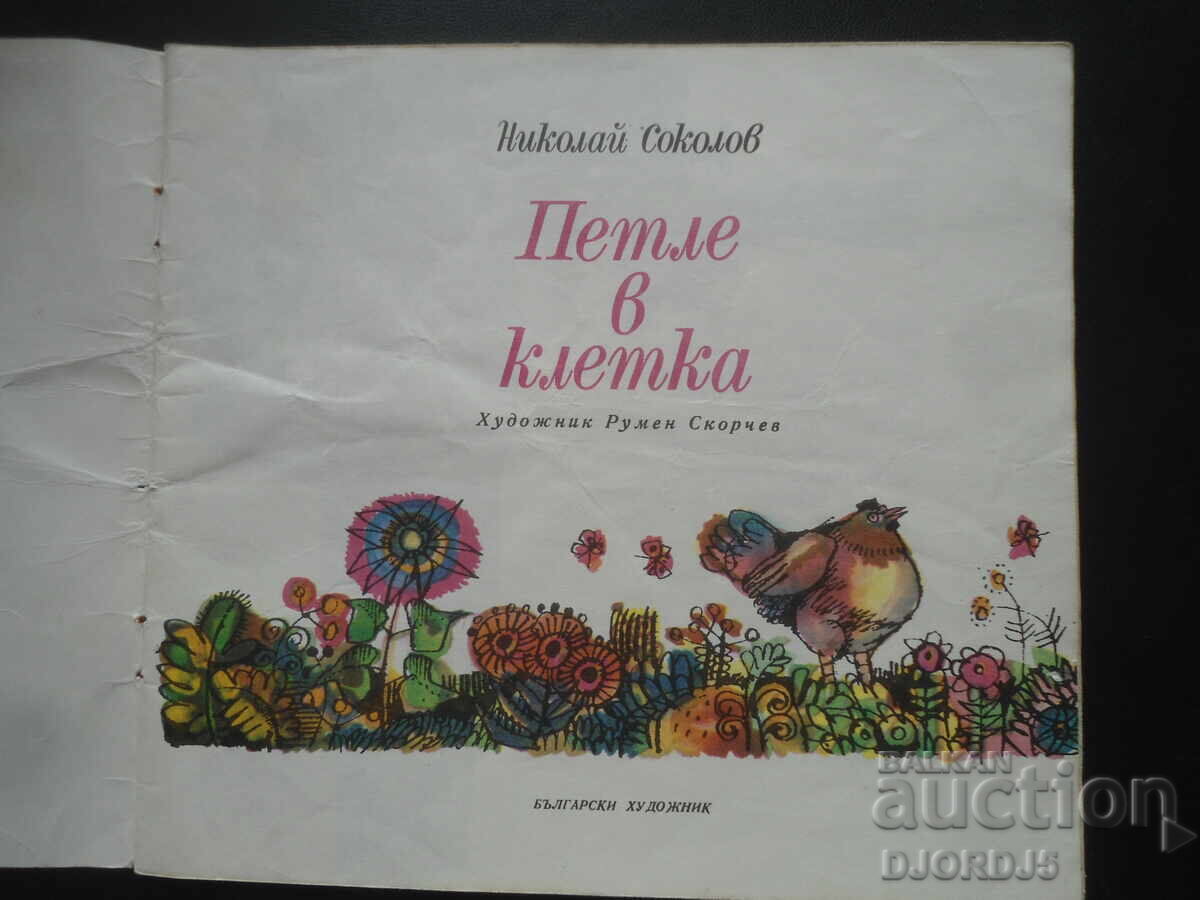 Николай Соколов
Петле
в
клетка
Художник Румен Скорчев
БЪЛГАРСКИ ХУДОЖНИК
BALKAN
auction
DJORDJ5